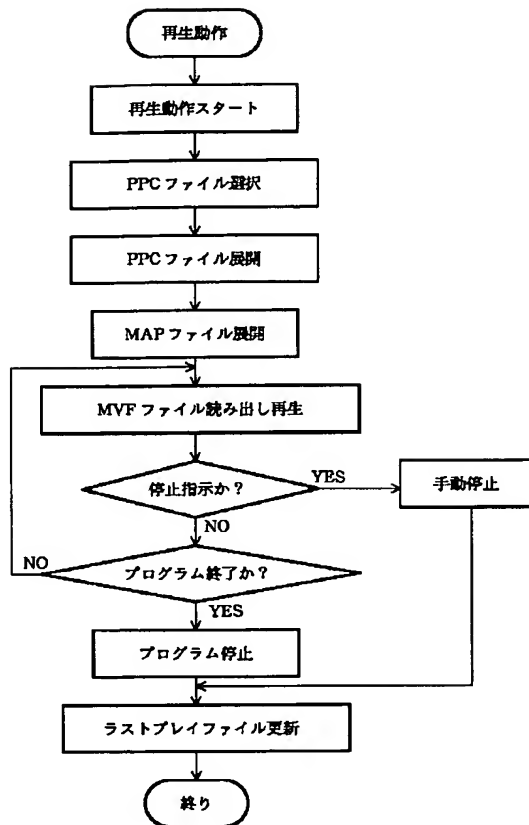 再生動作
再生動作スタート
PPCファイル選択
PPCファイル展開
MAPファイル展開
MVFファイル読み出し再生
停止指示か？
YES
手動停止
NO
プログラム終了か？
NO
YES
プログラム停止
ラストプレイファイル更新
終り